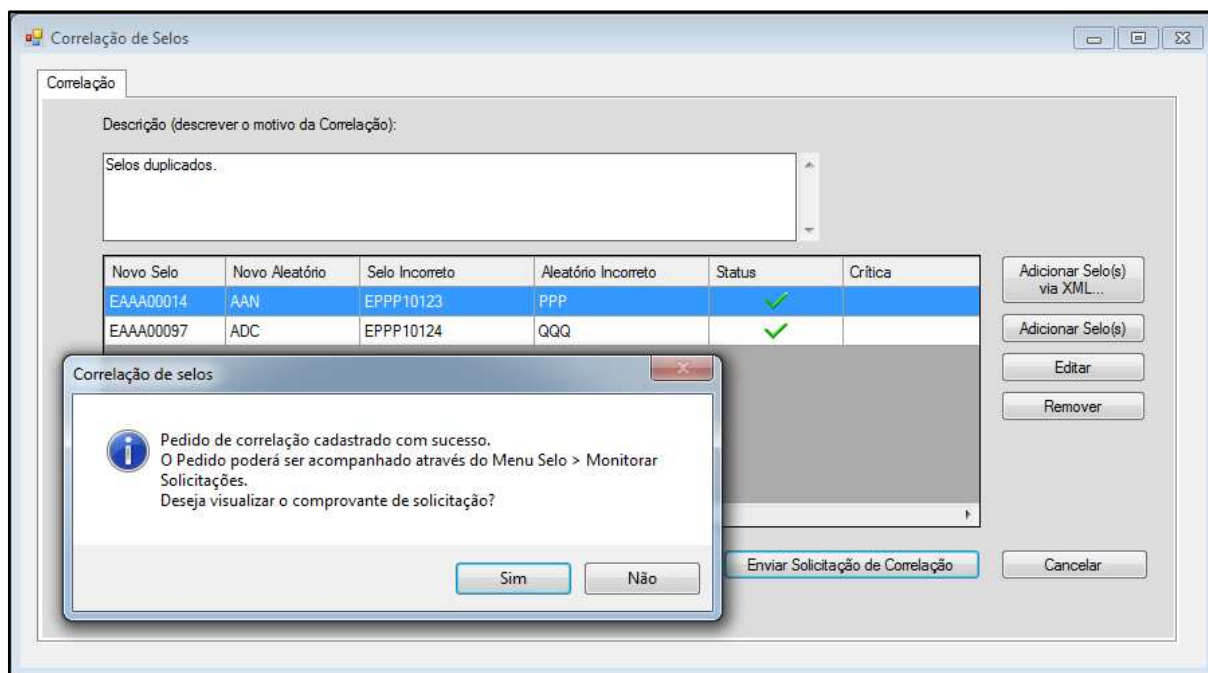 Correlação de Selos
Correlação
Descrição (descrever o motivo da Correlação):
Selos duplicados.
Novo Selo Novo Aleatório Selo Incorreto Aleatório Incorreto Status Crítica
EAAA00014 AAN EPPP10123 PPP
EAAA00097 ADC EPPP10124 QQQ
Adicionar Selo(s)
via XML...
Adicionar Selo(s)
Editar
Remover
Correlação de selos
Pedido de correlação cadastrado com sucesso.
O Pedido poderá ser acompanhado através do Menu Selo > Monitorar
Solicitações.
Deseja visualizar o comprovante de solicitação?
Sim Não
Enviar Solicitação de Correlação Cancelar